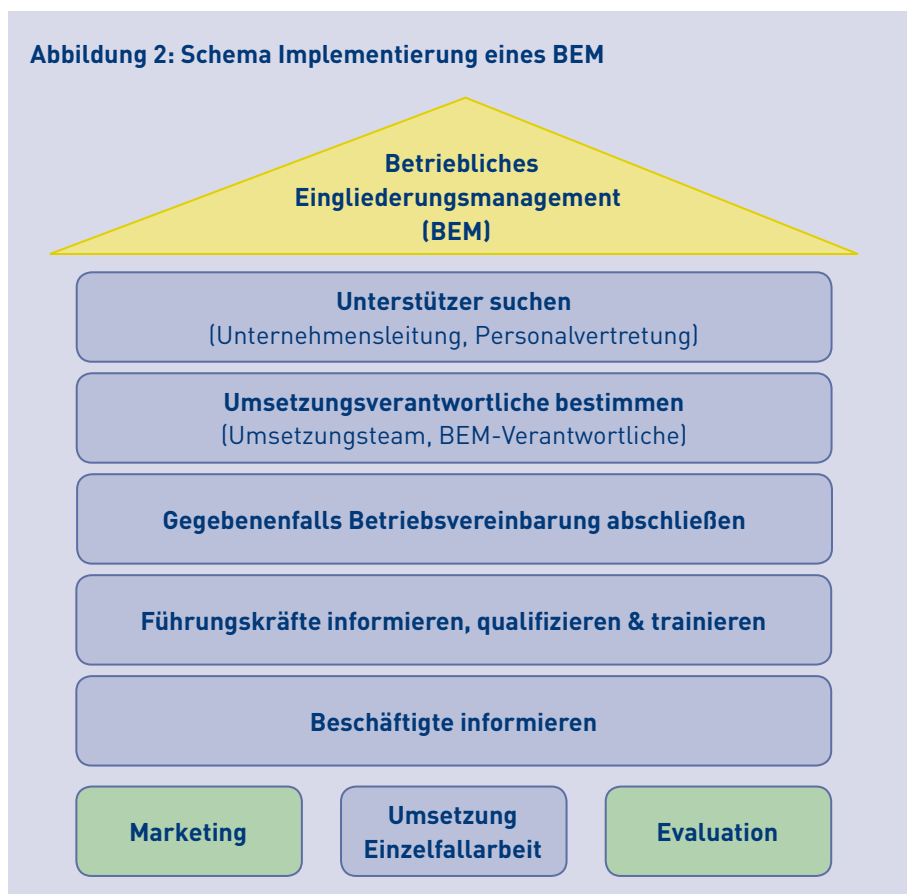 Abbildung 2: Schema Implementierung eines BEM
Betriebliches
Eingliederungsmanagement
(BEM)
Unterstützer suchen
(Unternehmensleitung, Personalvertretung)
Umsetzungsverantwortliche bestimmen
(Umsetzungsteam, BEM-Verantwortliche)
Gegebenenfalls Betriebsvereinbarung abschließen
Führungskräfte informieren, qualifizieren & trainieren
Beschäftigte informieren
Marketing
Umsetzung
Einzelfallarbeit
Evaluation